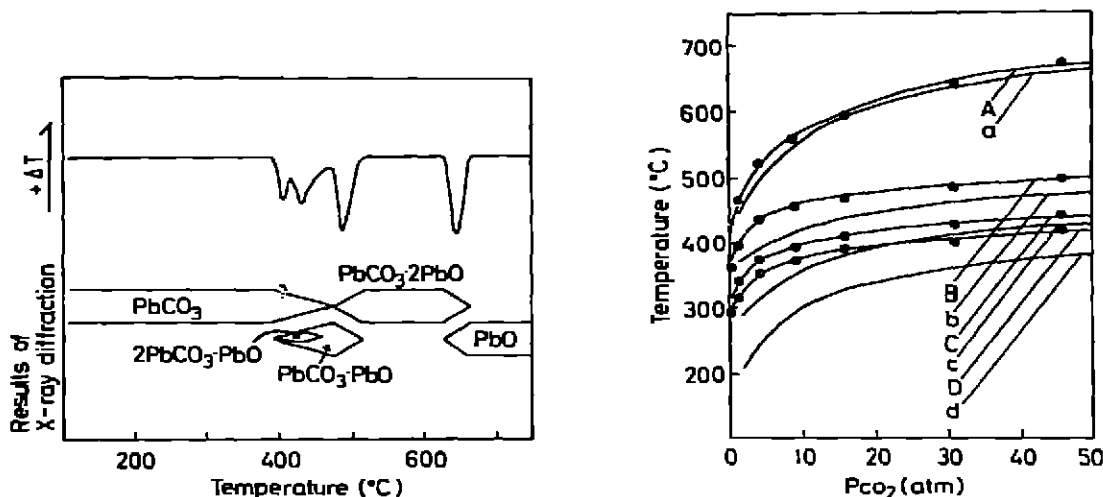 +ΔT
Results of
X-ray diffraction
PbCO₃·2PbO
PbCO₃
2PbCO₃·PbO
PbO
PbCO₃·PbO
200 400 600
Temperature (°C)
Temperature (°C)
700
600
500
400
300
200
A
a
B
b
C
c
D
d
0 10 20 30 40 50
Pco₂ (atm)